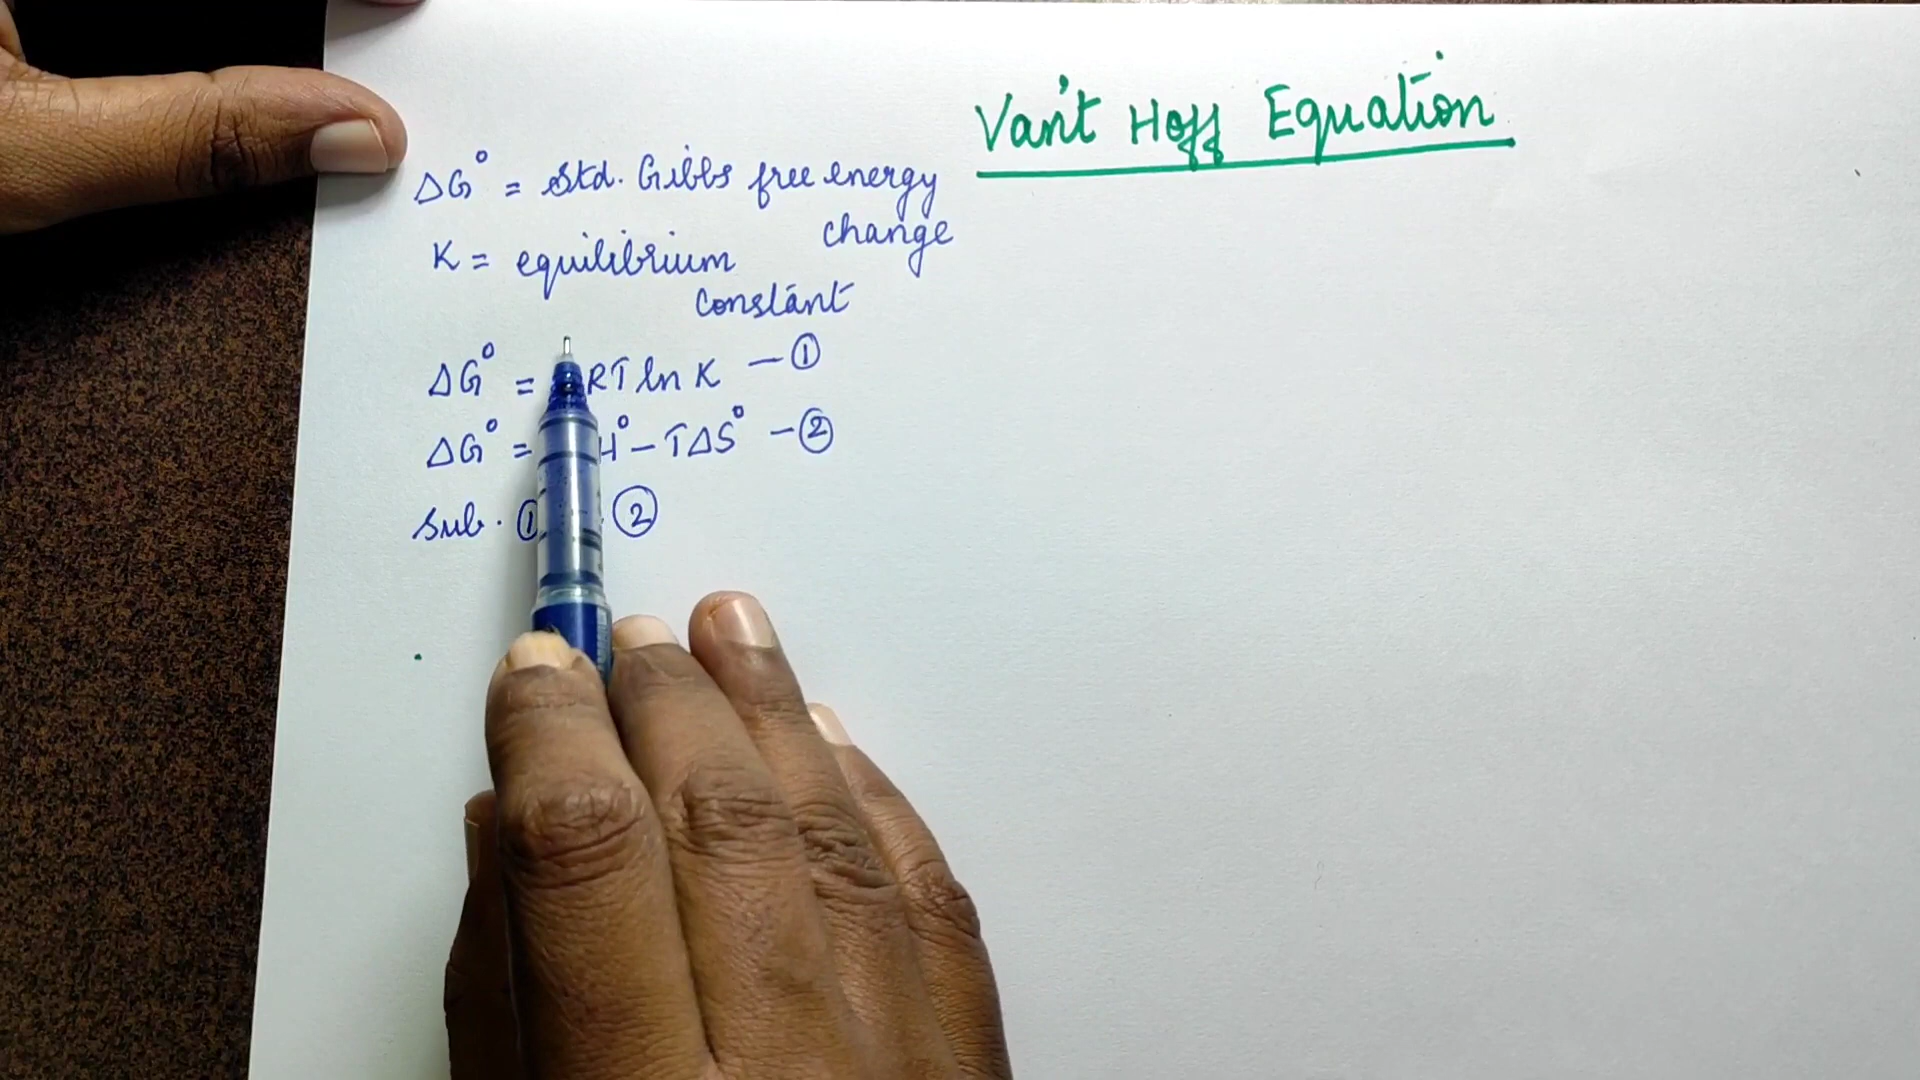 Van't Hoff Equation
ΔG° = Std. Gibbs free energy
change
K = equilibrium
constant
ΔG° = RT ln K — ①
ΔG° = H° – TΔS° — ②
Sub. ① ②